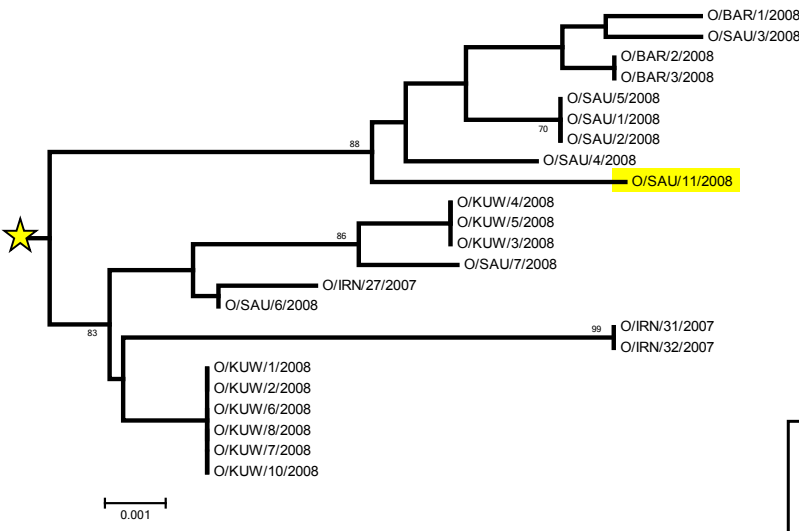 O/BAR/1/2008
O/SAU/3/2008
O/BAR/2/2008
O/BAR/3/2008
O/SAU/5/2008
O/SAU/1/2008
70
O/SAU/2/2008
88
O/SAU/4/2008
O/SAU/11/2008
O/KUW/4/2008
O/KUW/5/2008
86
O/KUW/3/2008
O/SAU/7/2008
O/IRN/27/2007
O/SAU/6/2008
99
O/IRN/31/2007
83
O/IRN/32/2007
O/KUW/1/2008
O/KUW/2/2008
O/KUW/6/2008
O/KUW/8/2008
O/KUW/7/2008
O/KUW/10/2008
0.001